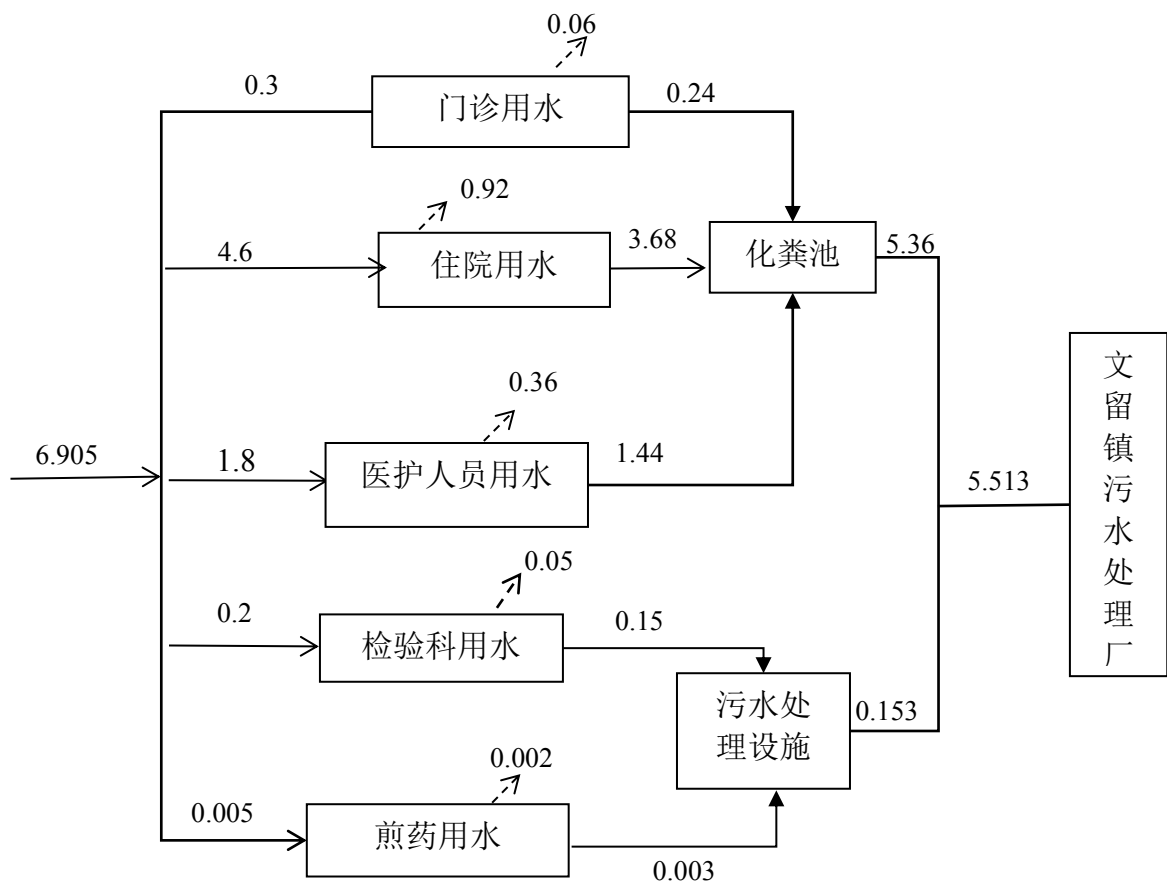 0.06
0.3
门诊用水
0.24
0.92
4.6
住院用水
3.68
化粪池
5.36
0.36
6.905
1.8
医护人员用水
1.44
5.513
文
留
镇
污
水
处
理
厂
0.05
0.2
检验科用水
0.15
污水处
理设施
0.153
0.002
0.005
煎药用水
0.003